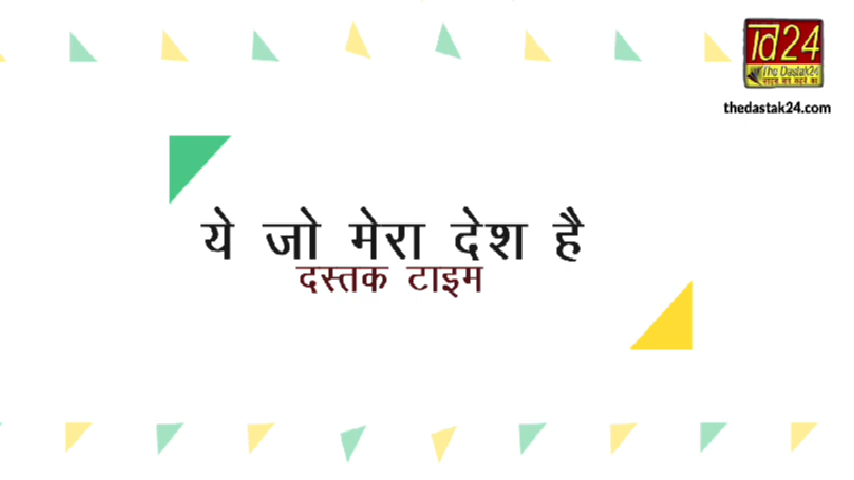 Td24
The Dastak24
thedastak24.com
ये जो मेरा देश है
दस्तक टाइम